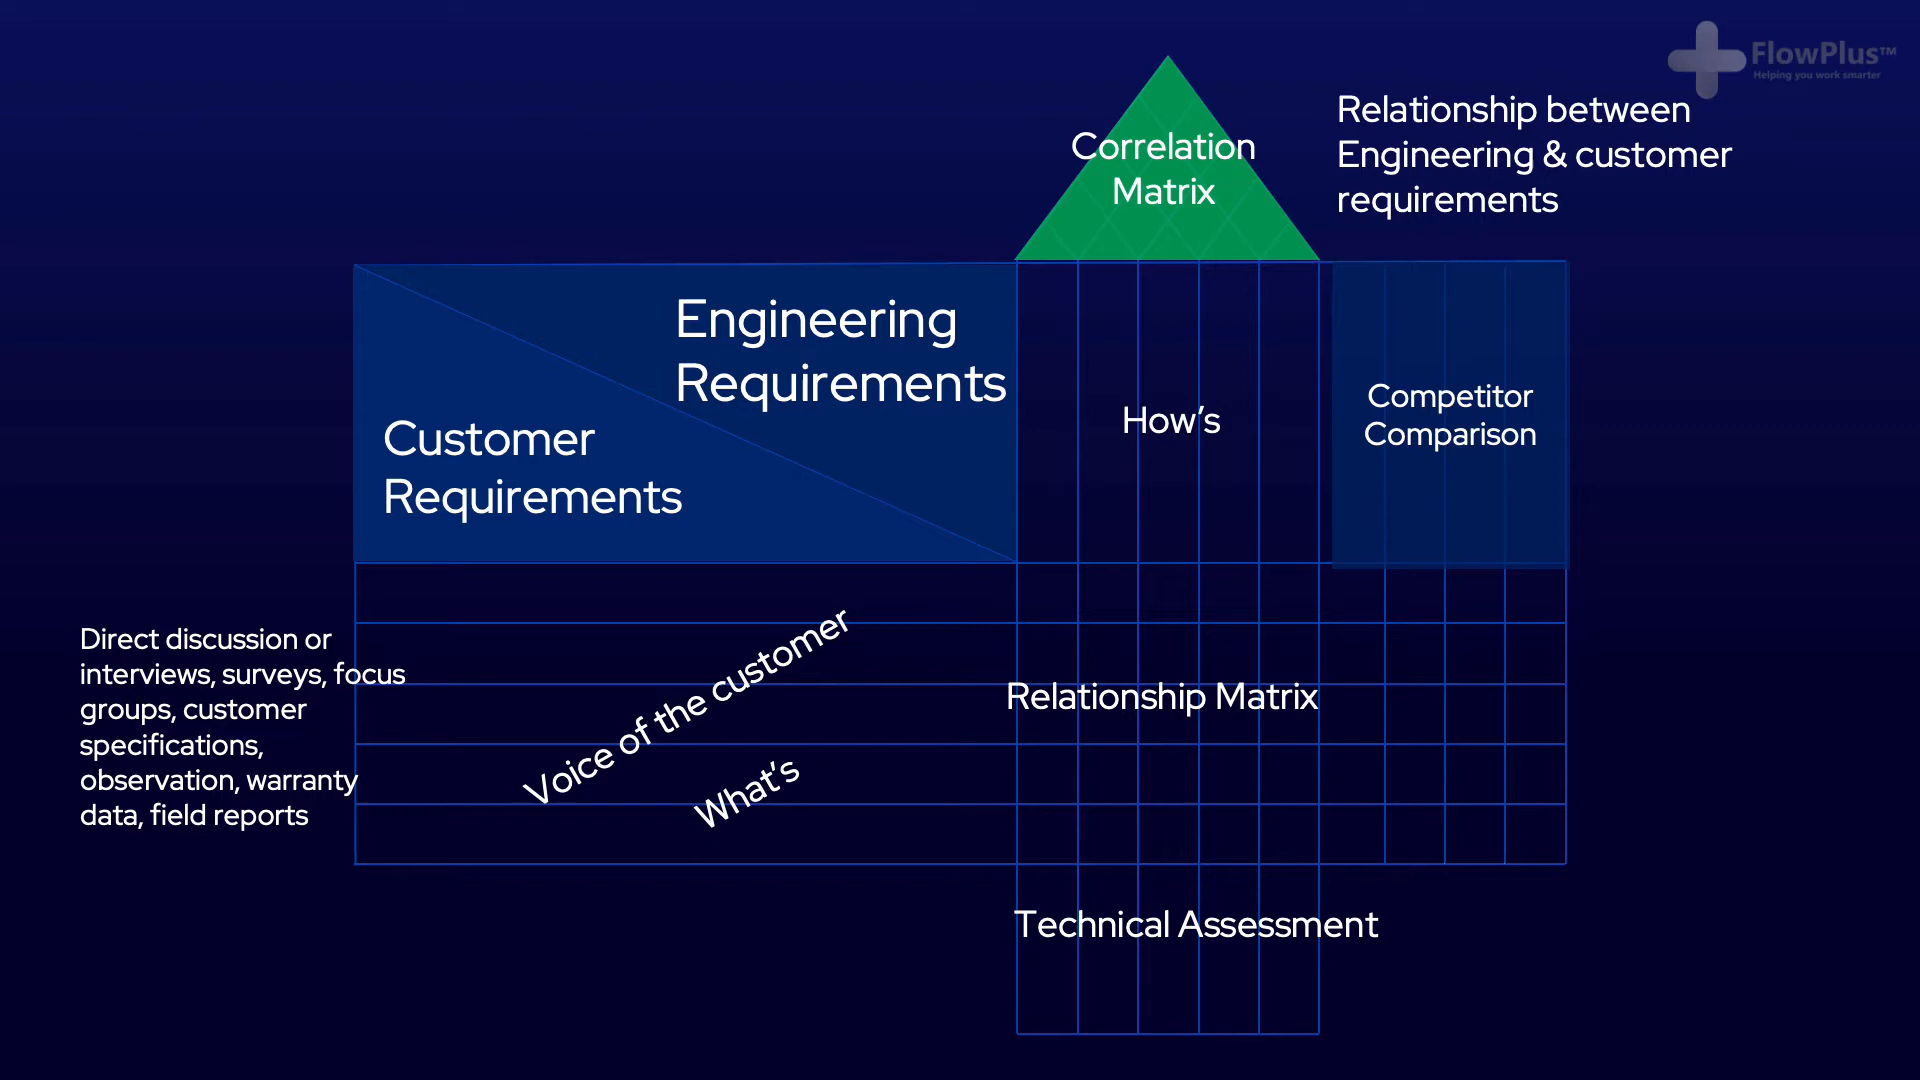 FlowPlus™
Helping you work smarter
Relationship between
Engineering & customer
requirements
Correlation
Matrix
Engineering
Requirements
Customer
Requirements
How's
Competitor
Comparison
Direct discussion or
interviews, surveys, focus
groups, customer
specifications,
observation, warranty
data, field reports
Voice of the customer
What's
Relationship Matrix
Technical Assessment